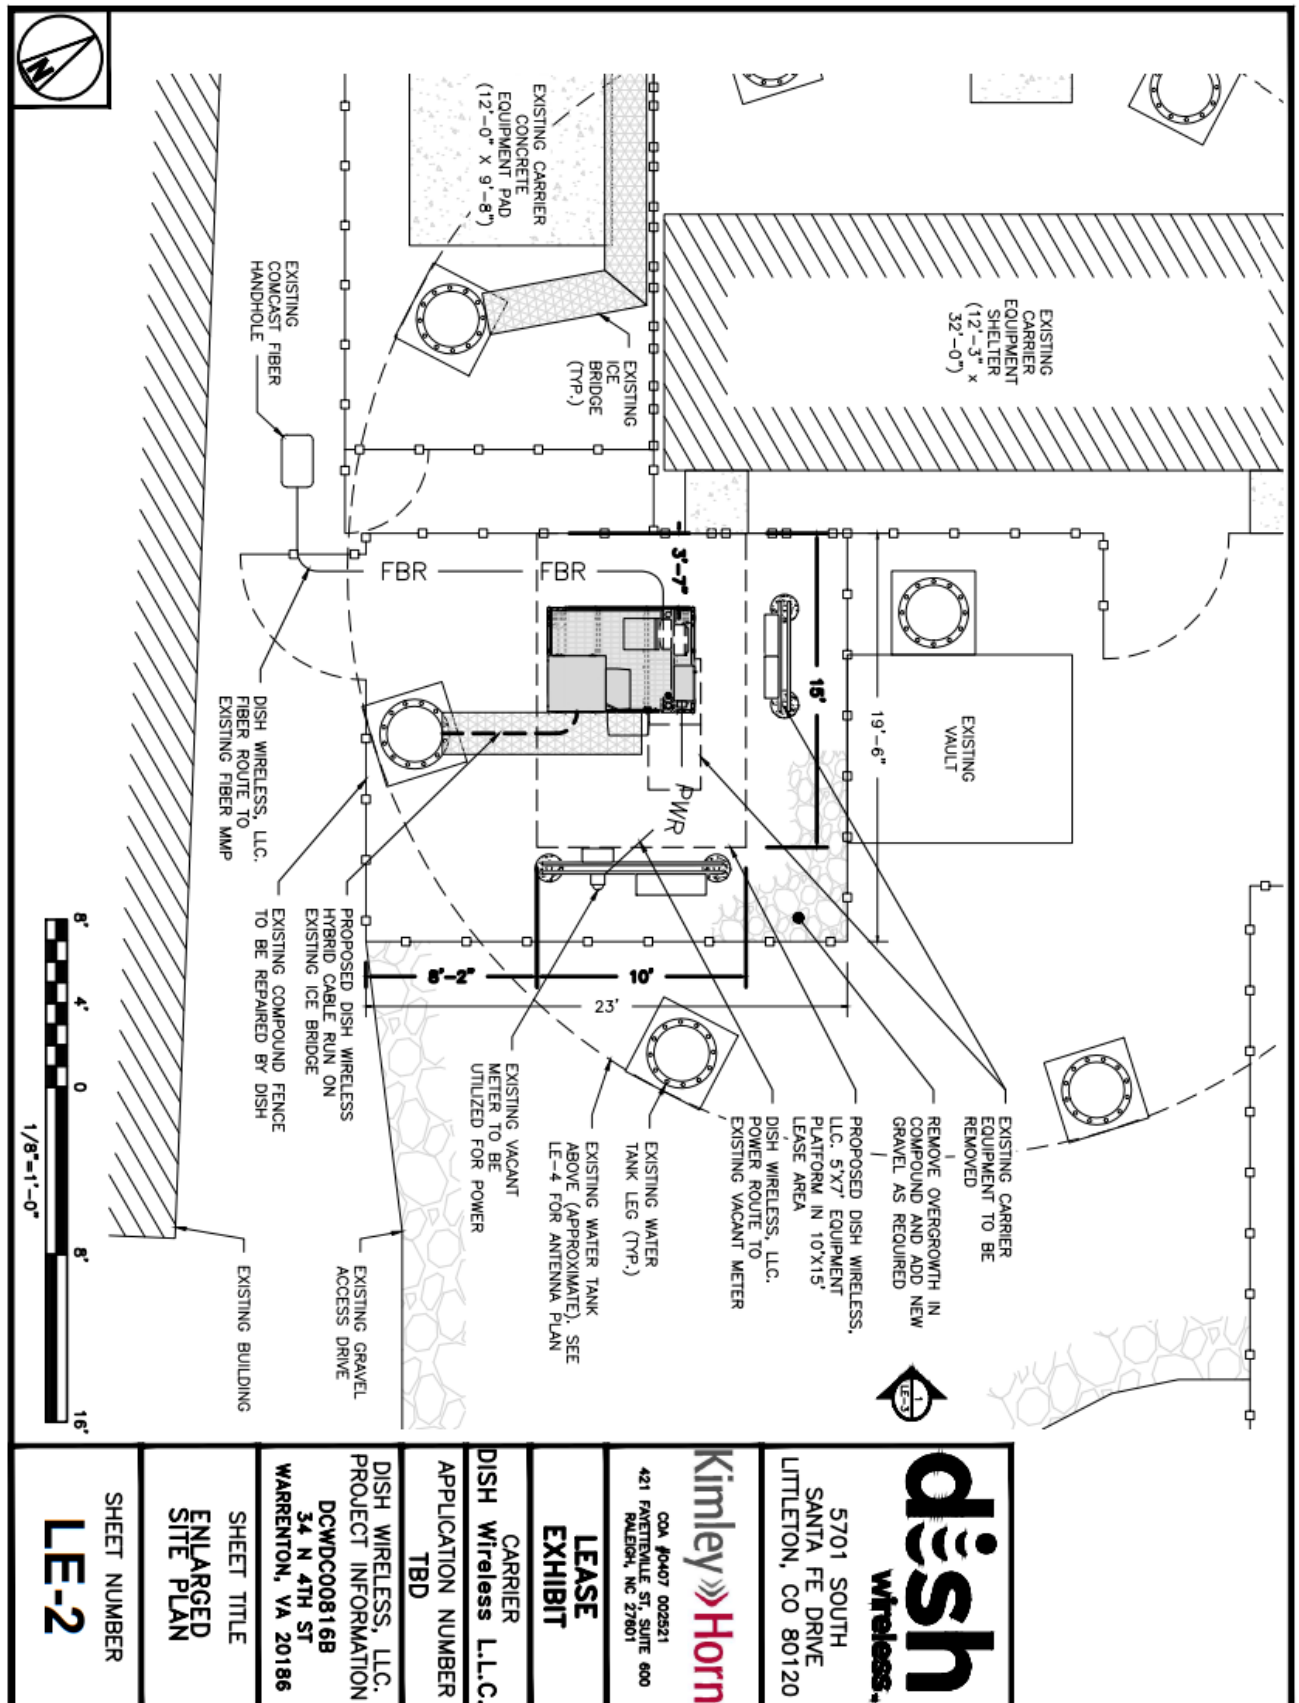 N
EXISTING CARRIER
CONCRETE
EQUIPMENT PAD
(12'-0" X 9'-8")
EXISTING
CARRIER
EQUIPMENT
SHELTER
(12'-3" x
32'-0")
EXISTING
ICE
BRIDGE
(TYP.)
EXISTING
COMCAST FIBER
HANDHOLE
FBR
FBR
3'-7"
15'
19'-6"
EXISTING
VAULT
PWR
8'-2"
10'
23'
DISH WIRELESS, LLC.
FIBER ROUTE TO
EXISTING FIBER MMP
EXISTING COMPOUND FENCE
TO BE REPAIRED BY DISH
PROPOSED DISH WIRELESS
HYBRID CABLE RUN ON
EXISTING ICE BRIDGE
EXISTING CARRIER
EQUIPMENT TO BE
REMOVED
REMOVE OVERGROWTH IN
COMPOUND AND ADD NEW
GRAVEL AS REQUIRED
PROPOSED DISH WIRELESS,
LLC. 5'X7' EQUIPMENT
PLATFORM IN 10'X15'
LEASE AREA
DISH WIRELESS, LLC.
POWER ROUTE TO
EXISTING VACANT METER
EXISTING WATER
TANK LEG (TYP.)
EXISTING WATER TANK
ABOVE (APPROXIMATE). SEE
LE-4 FOR ANTENNA PLAN
EXISTING VACANT
METER TO BE
UTILIZED FOR POWER
EXISTING GRAVEL
ACCESS DRIVE
EXISTING BUILDING
1
LE-3
8' 4' 0 8' 16'
1/8"=1'-0"
dish
wireless.
5701 SOUTH
SANTA FE DRIVE
LITTLETON, CO 80120
Kimley»Horn
COA #0407 002521
421 FAYETTEVILLE ST, SUITE 600
RALEIGH, NC 27601
LEASE
EXHIBIT
CARRIER
DISH Wireless L.L.C.
APPLICATION NUMBER
TBD
DISH WIRELESS, LLC.
PROJECT INFORMATION
DCWDC00816B
34 N 4TH ST
WARRENTON, VA 20186
SHEET TITLE
ENLARGED
SITE PLAN
SHEET NUMBER
LE-2